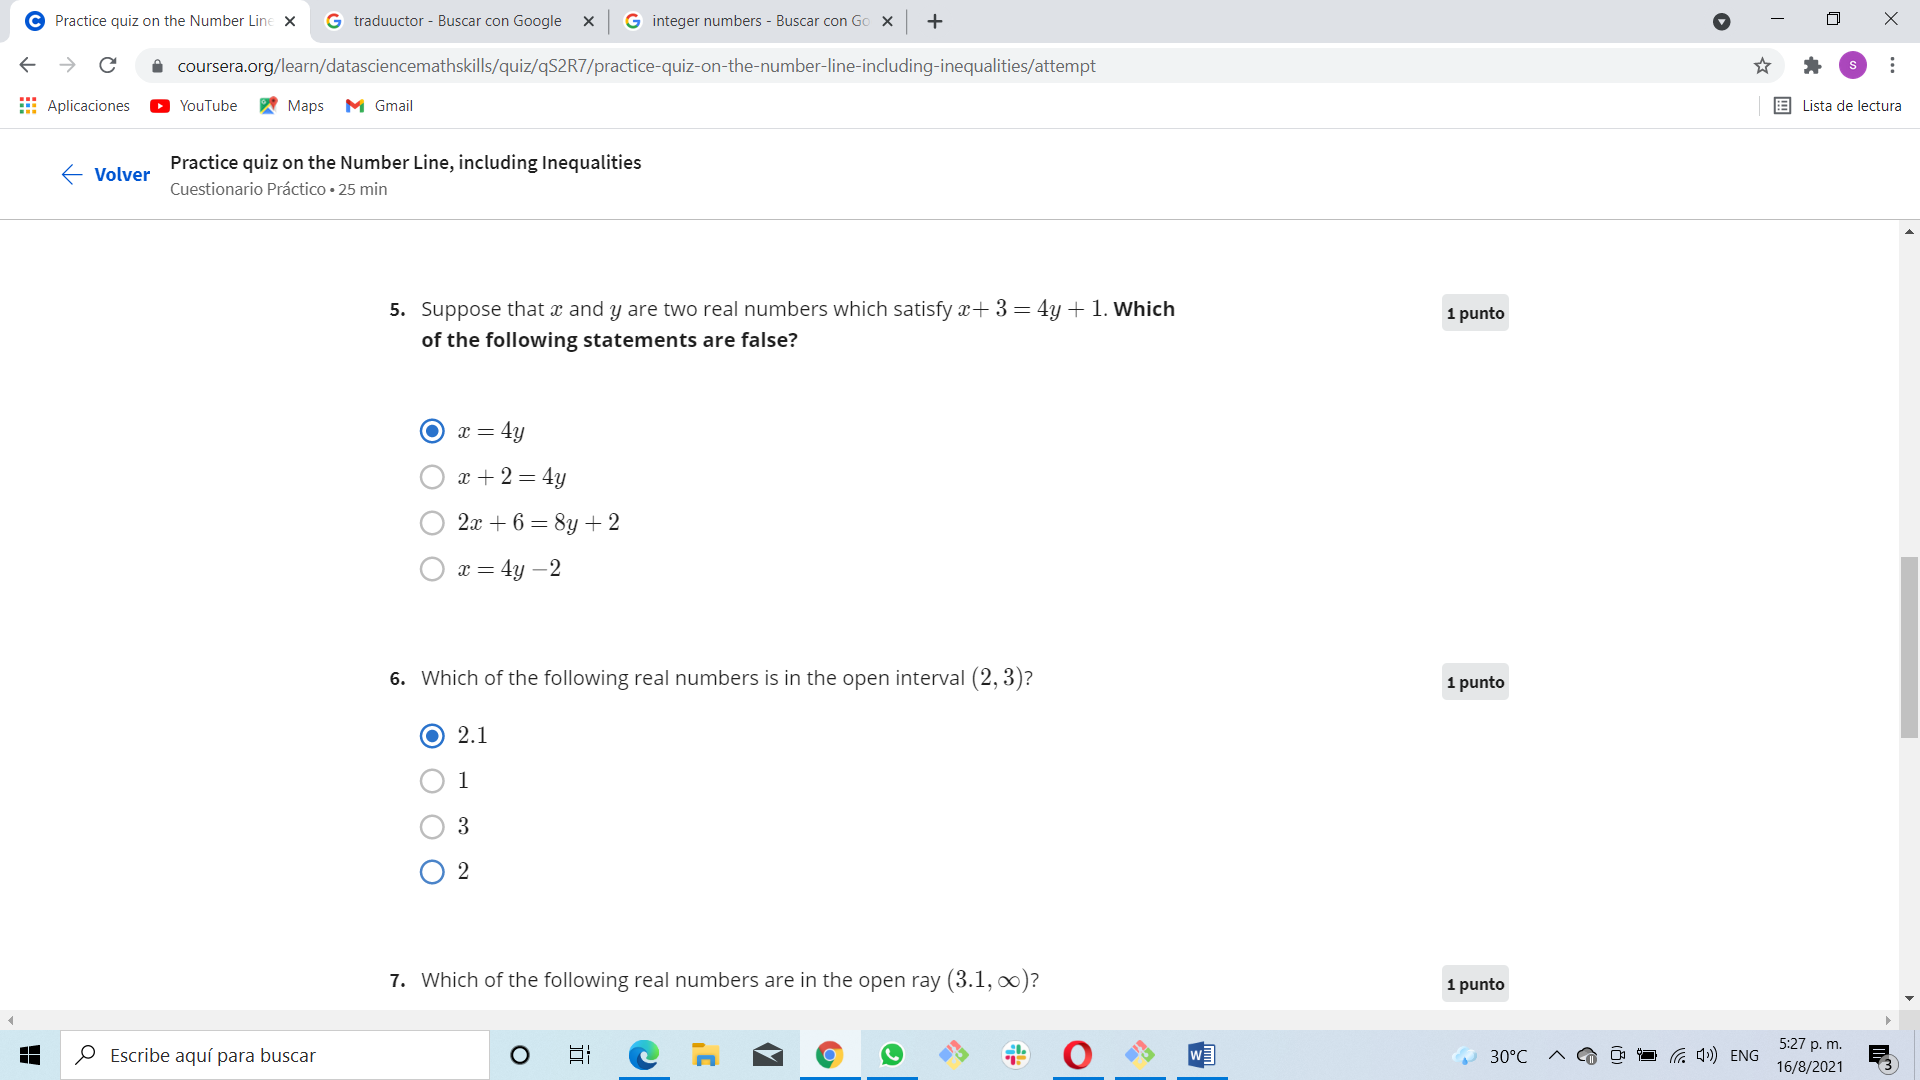 Practice quiz on the Number Line
traduuctor - Buscar con Google
integer numbers - Buscar con Go
coursera.org/learn/datasciencemathskills/quiz/qS2R7/practice-quiz-on-the-number-line-including-inequalities/attempt
S
Aplicaciones
YouTube
Maps
Gmail
Lista de lectura
Volver
Practice quiz on the Number Line, including Inequalities
Cuestionario Práctico • 25 min
5. Suppose that x and y are two real numbers which satisfy x + 3 = 4y + 1. Which
of the following statements are false?
1 punto
x = 4y
x + 2 = 4y
2x + 6 = 8y + 2
x = 4y − 2
6. Which of the following real numbers is in the open interval (2, 3)?
1 punto
2.1
1
3
2
7. Which of the following real numbers are in the open ray (3.1, ∞)?
1 punto
Escribe aquí para buscar
30°C
ENG
5:27 p. m.
16/8/2021
3